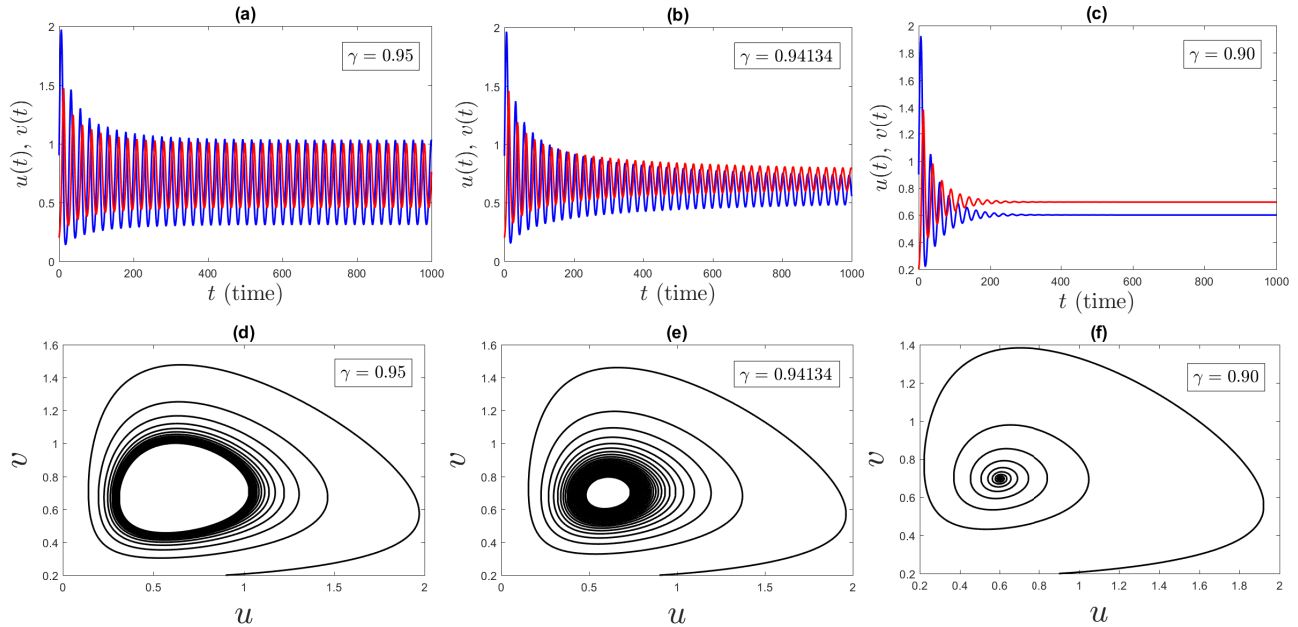 (a)
γ = 0.95
u(t), v(t)
2
1.5
1
0.5
0
0 200 400 600 800 1000
t (time)
(b)
γ = 0.94134
u(t), v(t)
2
1.5
1
0.5
0
0 200 400 600 800 1000
t (time)
(c)
γ = 0.90
u(t), v(t)
2
1.8
1.6
1.4
1.2
1
0.8
0.6
0.4
0.2
0 200 400 600 800 1000
t (time)
(d)
γ = 0.95
v
1.6
1.4
1.2
1
0.8
0.6
0.4
0.2
0 0.5 1 1.5 2
u
(e)
γ = 0.94134
v
1.6
1.4
1.2
1
0.8
0.6
0.4
0.2
0 0.5 1 1.5 2
u
(f)
γ = 0.90
v
1.4
1.2
1
0.8
0.6
0.4
0.2
0.2 0.4 0.6 0.8 1 1.2 1.4 1.6 1.8 2
u